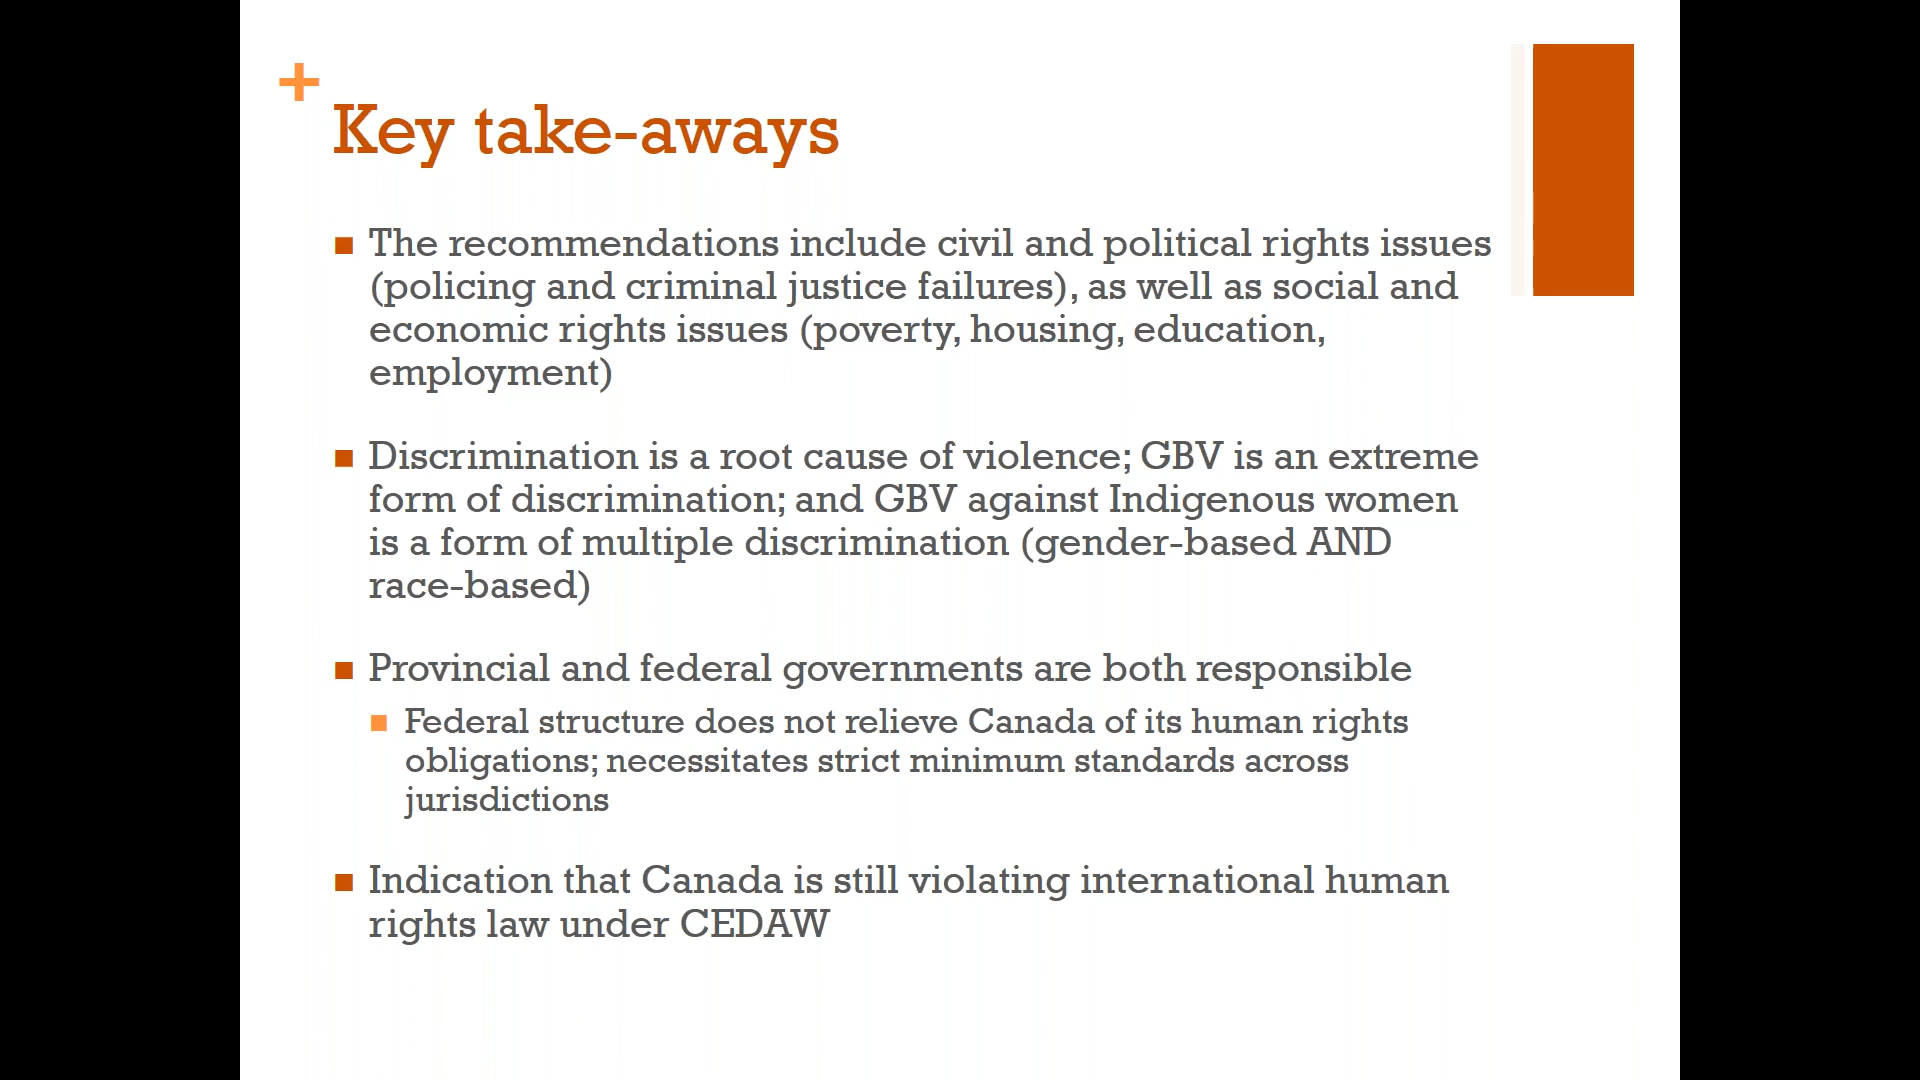 +
Key take-aways
■ The recommendations include civil and political rights issues
(policing and criminal justice failures), as well as social and
economic rights issues (poverty, housing, education,
employment)
■ Discrimination is a root cause of violence; GBV is an extreme
form of discrimination; and GBV against Indigenous women
is a form of multiple discrimination (gender-based AND
race-based)
■ Provincial and federal governments are both responsible
■ Federal structure does not relieve Canada of its human rights
obligations; necessitates strict minimum standards across
jurisdictions
■ Indication that Canada is still violating international human
rights law under CEDAW